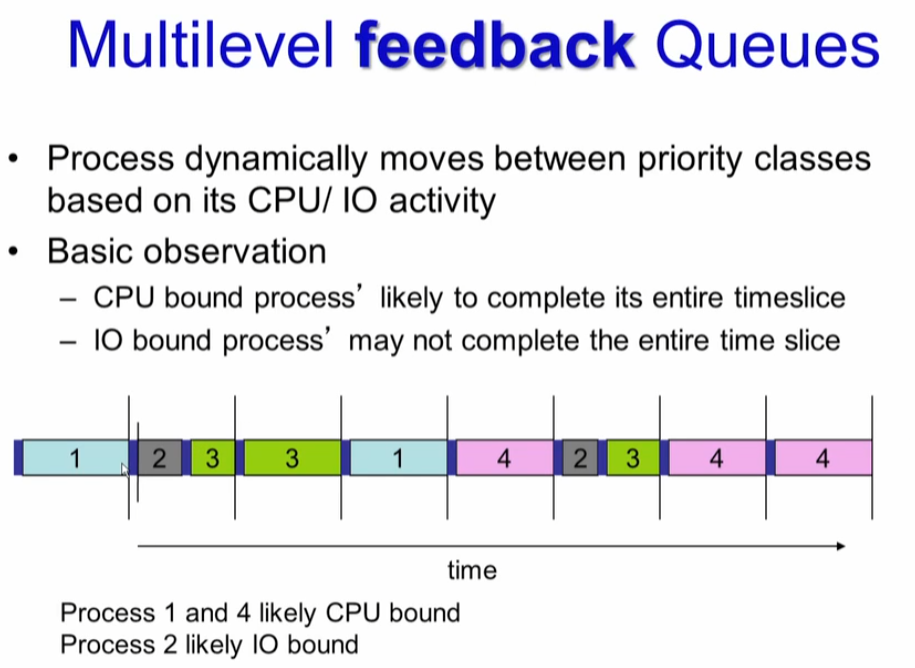 Multilevel feedback Queues
• Process dynamically moves between priority classes
based on its CPU/ IO activity
• Basic observation
– CPU bound process’ likely to complete its entire timeslice
– IO bound process’ may not complete the entire time slice
1 2 3 3 1 4 2 3 4 4
time
Process 1 and 4 likely CPU bound
Process 2 likely IO bound